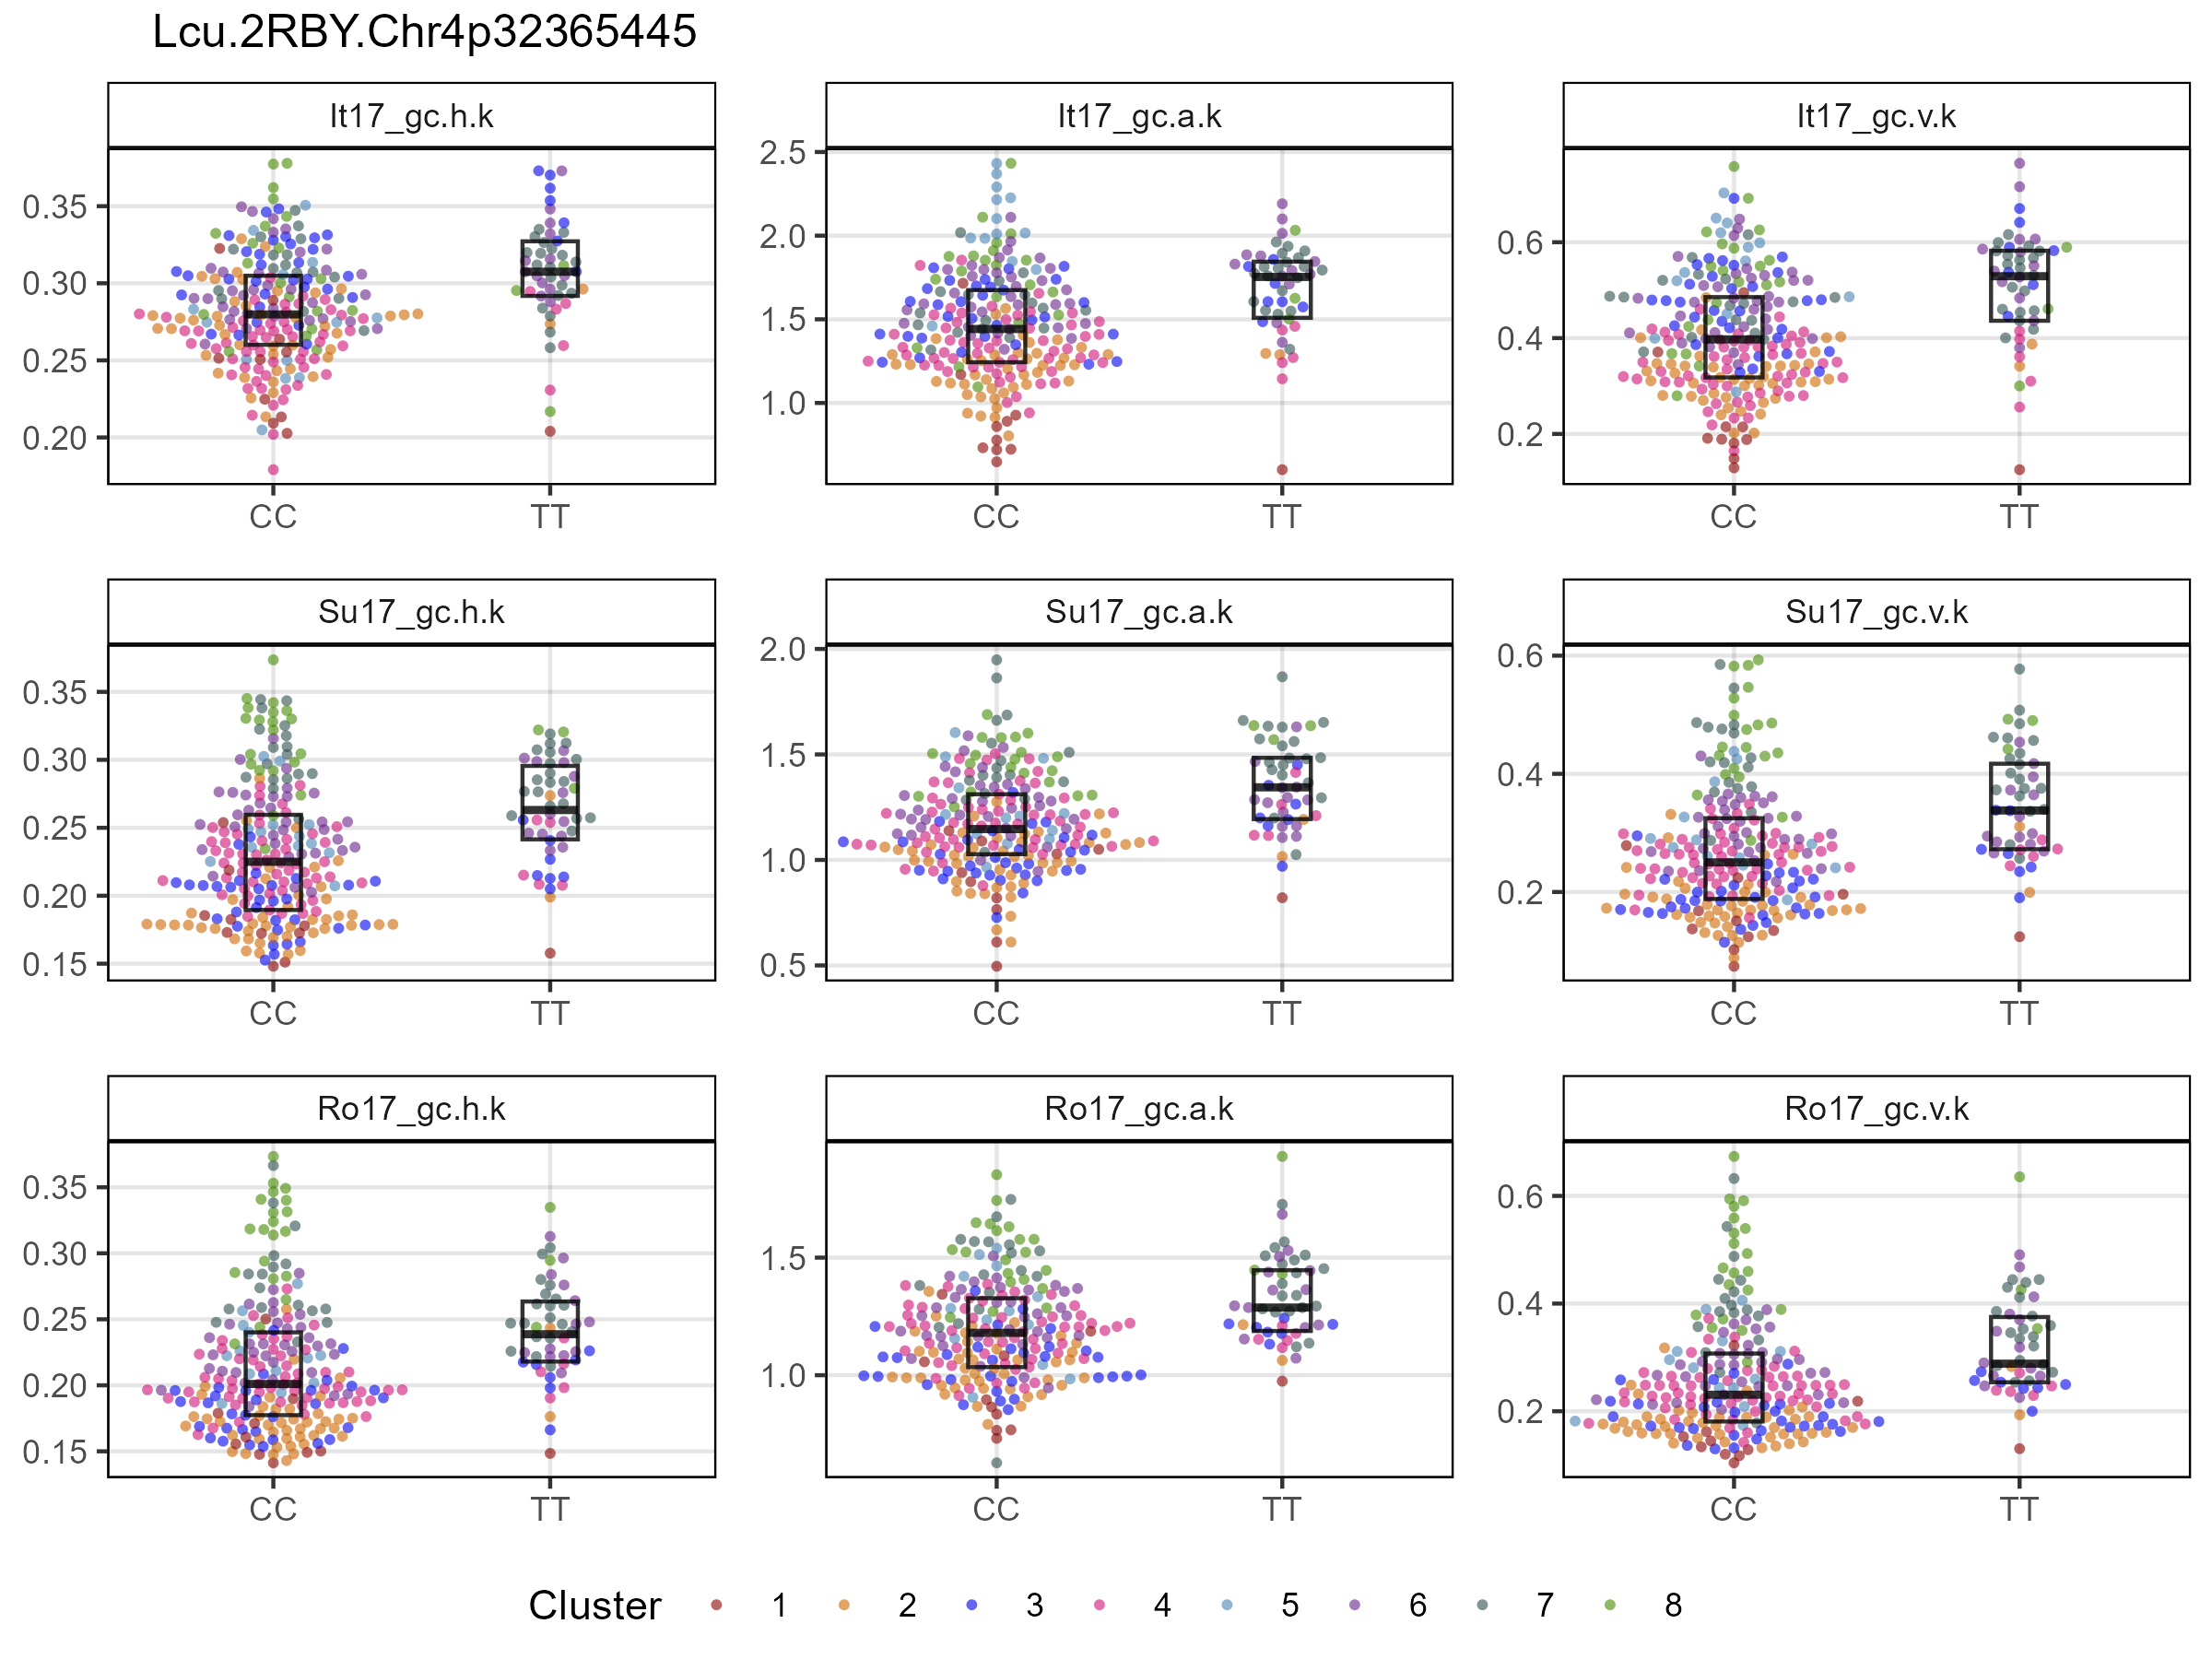 Lcu.2RBY.Chr4p32365445
It17_gc.h.k
It17_gc.a.k
It17_gc.v.k
0.35
0.30
0.25
0.20
2.5
2.0
1.5
1.0
0.6
0.4
0.2
CC TT
CC TT
CC TT
Su17_gc.h.k
Su17_gc.a.k
Su17_gc.v.k
0.35
0.30
0.25
0.20
0.15
2.0
1.5
1.0
0.5
0.6
0.4
0.2
CC TT
CC TT
CC TT
Ro17_gc.h.k
Ro17_gc.a.k
Ro17_gc.v.k
0.35
0.30
0.25
0.20
0.15
1.5
1.0
0.6
0.4
0.2
CC TT
CC TT
CC TT
Cluster 1 2 3 4 5 6 7 8